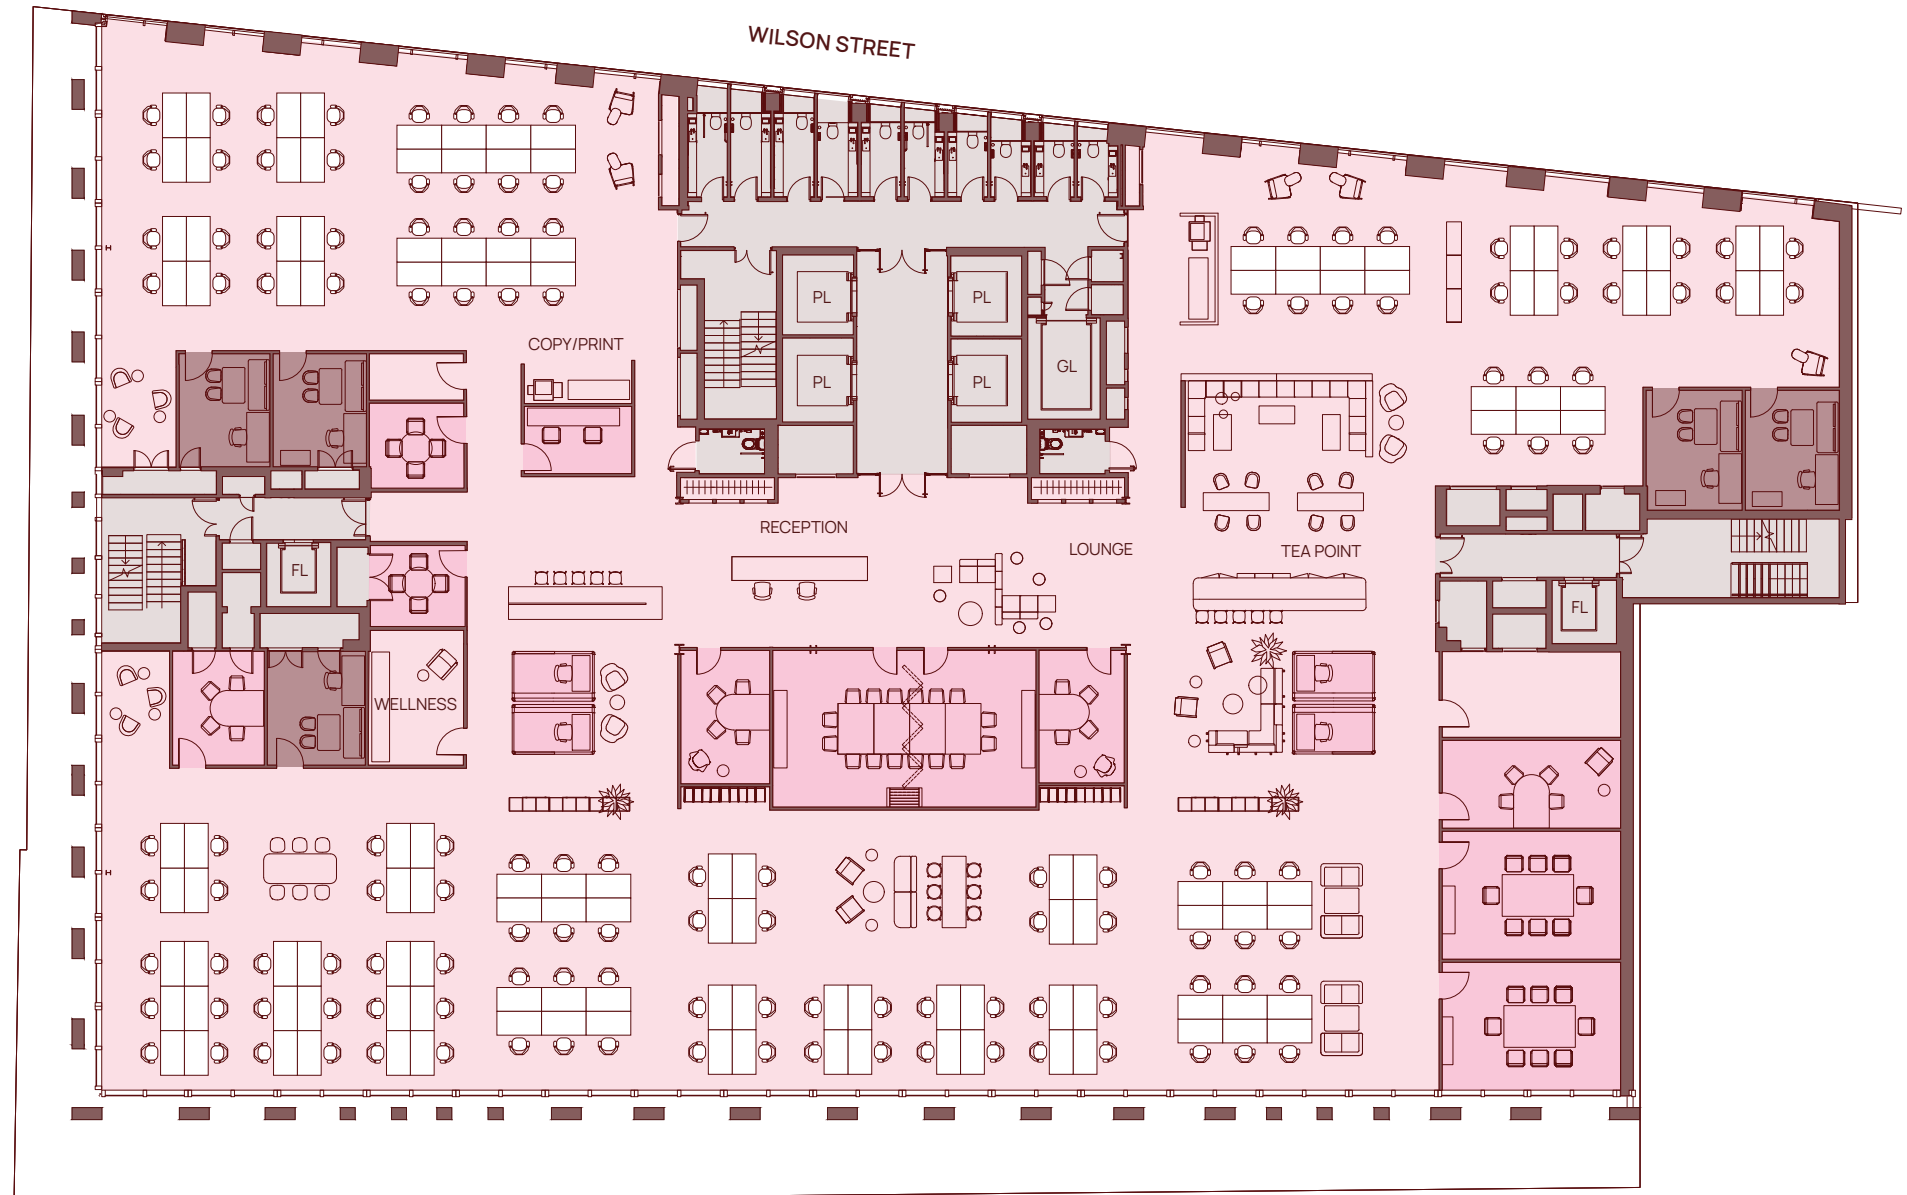 WILSON STREET
PL
PL
COPY/PRINT
PL
PL
GL
RECEPTION
LOUNGE
TEA POINT
FL
FL
WELLNESS